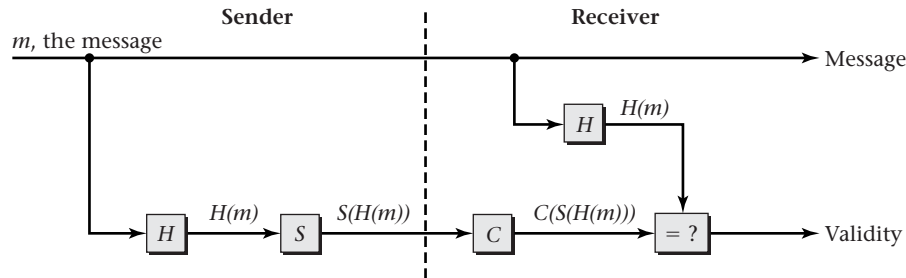 Sender
Receiver
m, the message
Message
H
H(m)
H
H(m)
S
S(H(m))
C
C(S(H(m)))
= ?
Validity